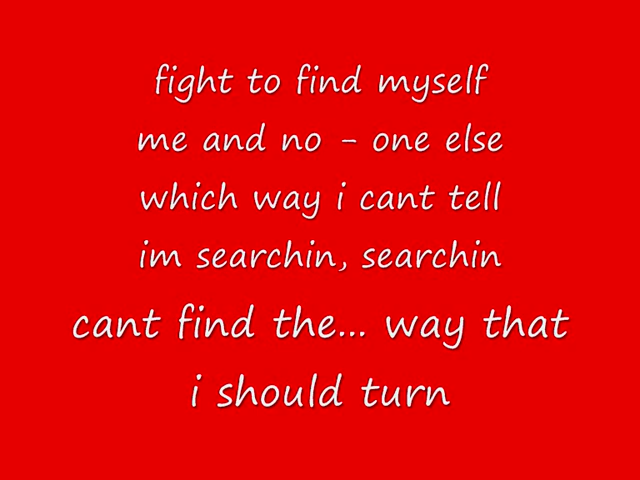 fight to find myself
me and no - one else
which way i cant tell
im searchin, searchin
cant find the... way that
i should turn